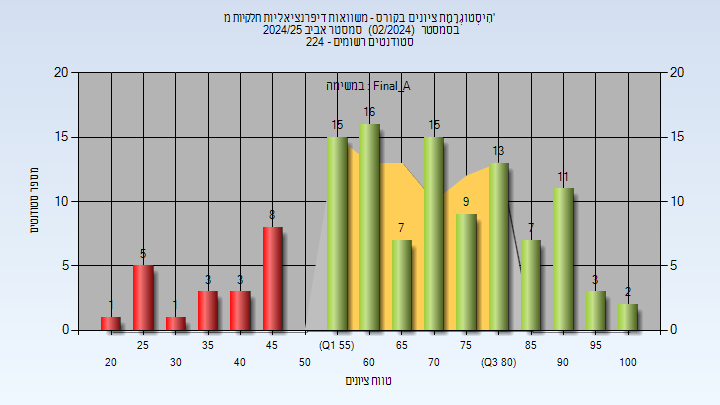 היסטוגרמת ציונים בקורס - משוואות דיפרנציאליות חלקיות מ'
בסמסטר (02/2024) סמסטר אביב 2024/25
סטודנטים רשומים - 224
במשימה : Final_A
20 20
15 15
10 10
5 5
0 0
מספר סטודנטים
1 5 1 3 3 8 15 16 7 15 9 13 7 11 3 2
25 35 45 (Q1 55) 65 75 85 95
20 30 40 50 60 70 (Q3 80) 90 100
טווח ציונים